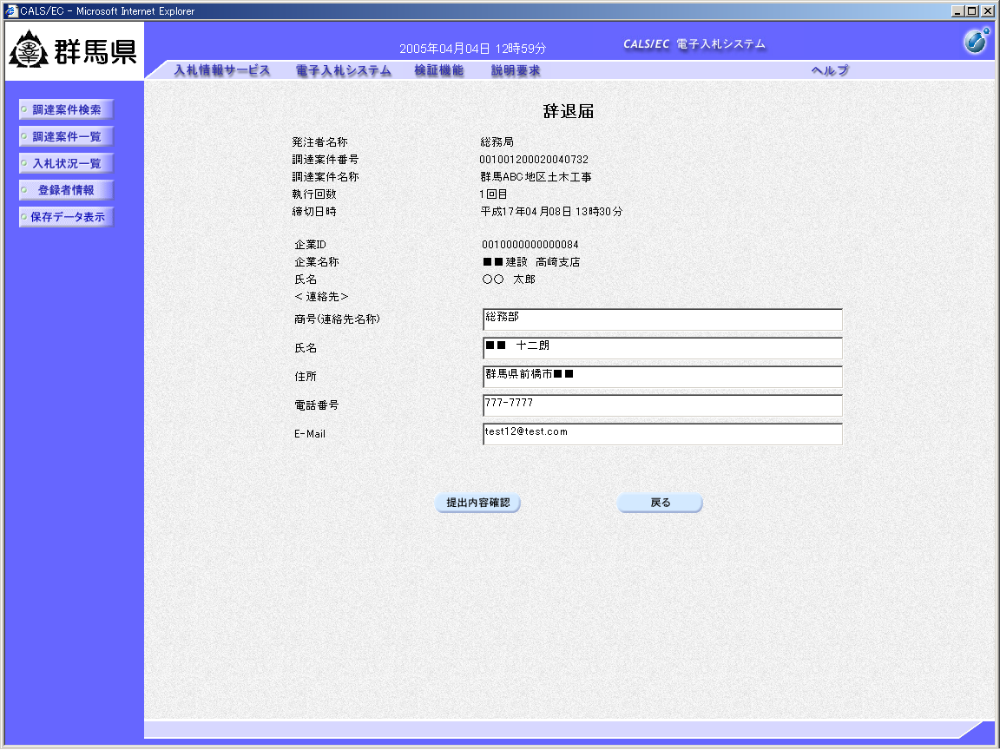 CALS/EC - Microsoft Internet Explorer
群馬県
2005年04月04日 12時59分
CALS/EC 電子入札システム
入札情報サービス 電子入札システム 検証機能 説明要求 ヘルプ
調達案件検索
調達案件一覧
入札状況一覧
登録者情報
保存データ表示
辞退届
発注者名称 総務局
調達案件番号 001001200020040732
調達案件名称 群馬ABC地区土木工事
執行回数 1回目
締切日時 平成17年04月08日 13時30分
企業ID 0010000000000084
企業名称 ■■建設 高崎支店
氏名 〇〇 太郎
<連絡先>
商号(連絡先名称) 総務部
氏名 ■■ 十二朗
住所 群馬県前橋市■■
電話番号 777-7777
E-Mail test12@test.com
提出内容確認 戻る